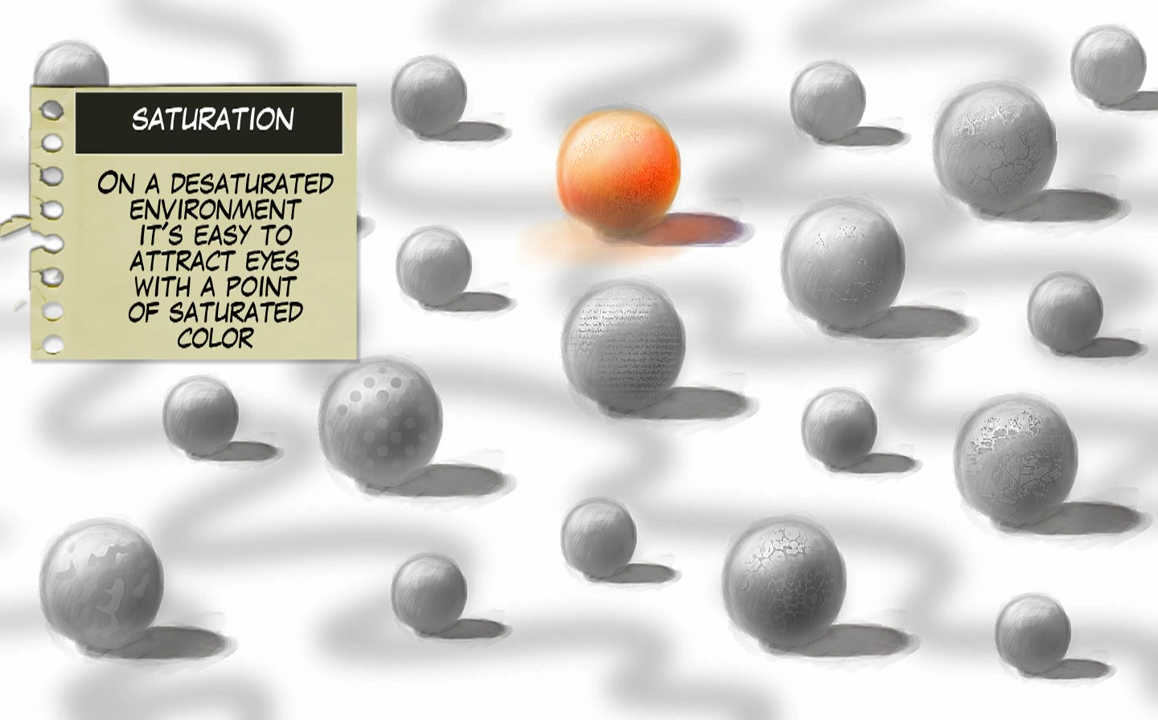 SATURATION
ON A DESATURATED
ENVIRONMENT
IT'S EASY TO
ATTRACT EYES
WITH A POINT
OF SATURATED
COLOR